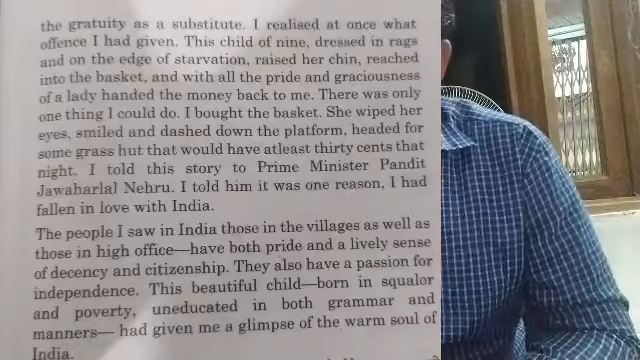 the gratuity as a substitute. I realised at once what
offence I had given. This child of nine, dressed in rags
and on the edge of starvation, raised her chin, reached
into the basket, and with all the pride and graciousness
of a lady handed the money back to me. There was only
one thing I could do. I bought the basket. She wiped her
eyes, smiled and dashed down the platform, headed for
some grass hut that would have atleast thirty cents that
night. I told this story to Prime Minister Pandit
Jawaharlal Nehru. I told him it was one reason, I had
fallen in love with India.
The people I saw in India those in the villages as well as
those in high office—have both pride and a lively sense
of decency and citizenship. They also have a passion for
independence. This beautiful child—born in squalor
and poverty, uneducated in both grammar and
manners— had given me a glimpse of the warm soul of
India.